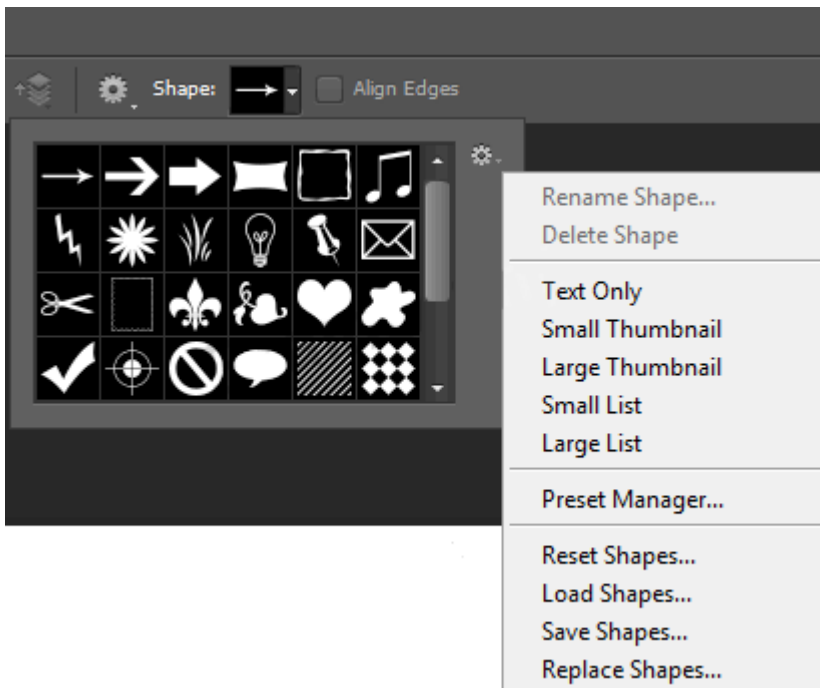 Shape:
Align Edges
Rename Shape...
Delete Shape
Text Only
Small Thumbnail
Large Thumbnail
Small List
Large List
Preset Manager...
Reset Shapes...
Load Shapes...
Save Shapes...
Replace Shapes...